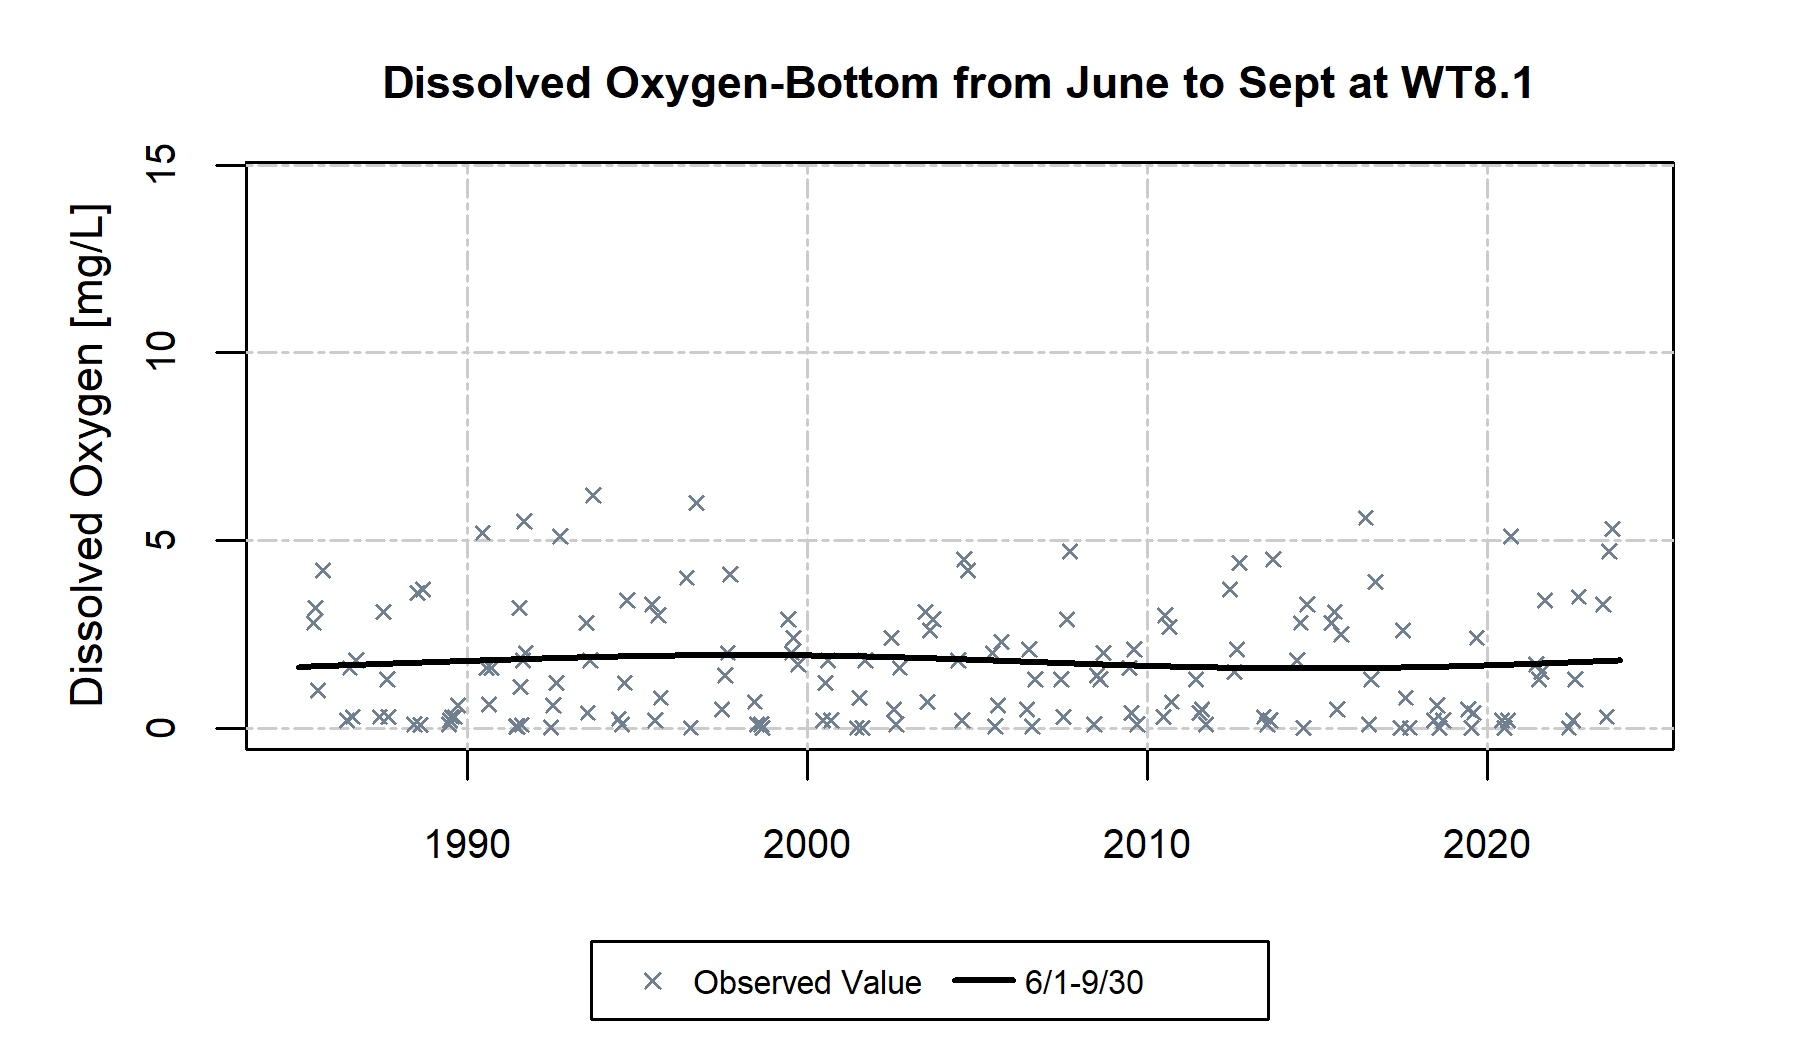 Dissolved Oxygen-Bottom from June to Sept at WT8.1
Dissolved Oxygen [mg/L]
15
10
5
0
1990 2000 2010 2020
Observed Value 6/1-9/30